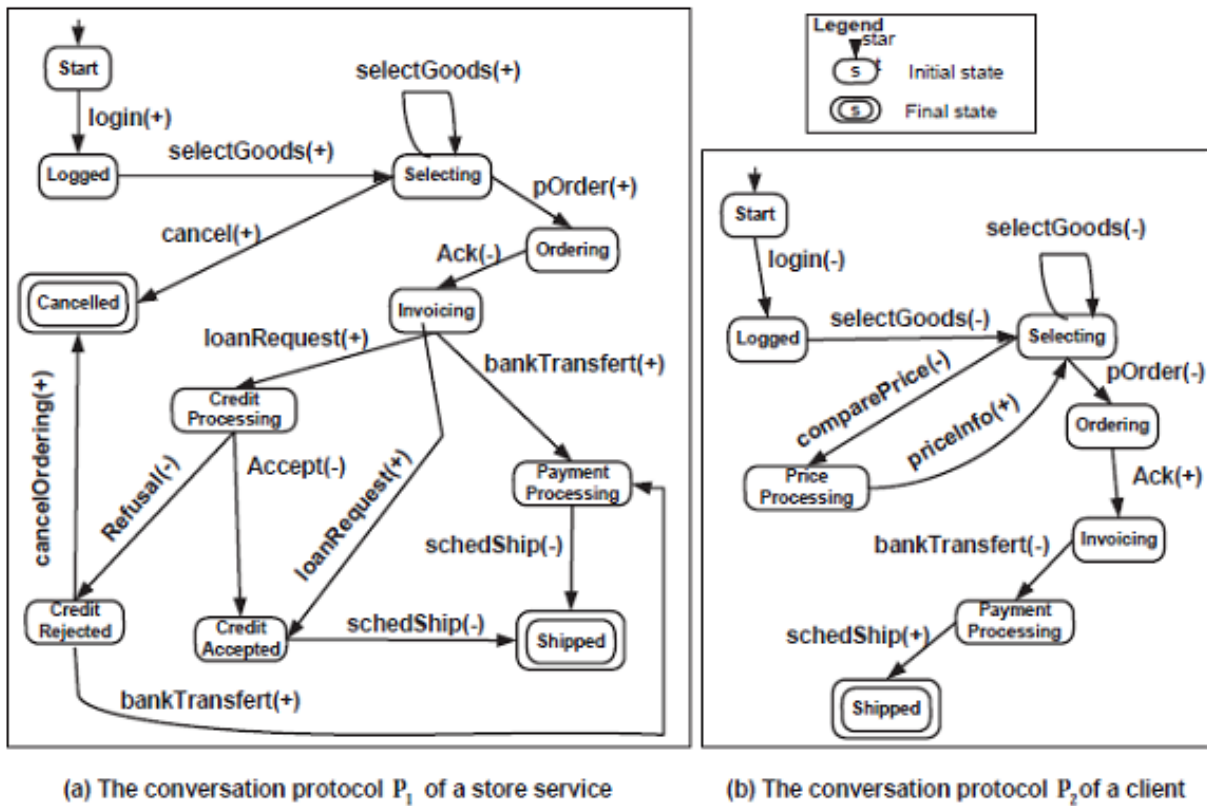 Start
login(+)
Logged
selectGoods(+)
selectGoods(+)
Selecting
pOrder(+)
cancel(+)
Ack(-)
Ordering
Cancelled
Invoicing
loanRequest(+)
bankTransfert(+)
cancelOrdering(+)
Credit
Processing
Accept(-)
Refusal(-)
loanRequest(+)
Payment
Processing
schedShip(-)
Credit
Rejected
Credit
Accepted
schedShip(-)
Shipped
bankTransfert(+)
(a) The conversation protocol P1 of a store service
Legend
star
t
s
Initial state
s
Final state
Start
login(-)
selectGoods(-)
Logged
selectGoods(-)
Selecting
comparePrice(-)
priceInfo(+)
pOrder(-)
Ordering
Price
Processing
Ack(+)
Invoicing
bankTransfert(-)
Payment
Processing
schedShip(+)
Shipped
(b) The conversation protocol P2 of a client